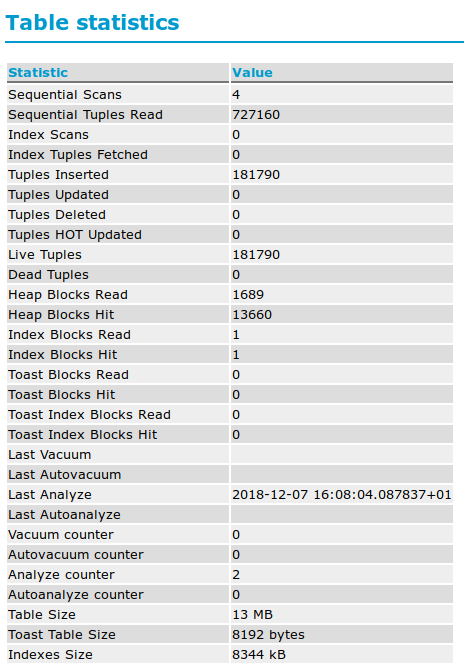 Table statistics
Statistic Value
Sequential Scans 4
Sequential Tuples Read 727160
Index Scans 0
Index Tuples Fetched 0
Tuples Inserted 181790
Tuples Updated 0
Tuples Deleted 0
Tuples HOT Updated 0
Live Tuples 181790
Dead Tuples 0
Heap Blocks Read 1689
Heap Blocks Hit 13660
Index Blocks Read 1
Index Blocks Hit 1
Toast Blocks Read 0
Toast Blocks Hit 0
Toast Index Blocks Read 0
Toast Index Blocks Hit 0
Last Vacuum
Last Autovacuum
Last Analyze 2018-12-07 16:08:04.087837+01
Last Autoanalyze
Vacuum counter 0
Autovacuum counter 0
Analyze counter 2
Autoanalyze counter 0
Table Size 13 MB
Toast Table Size 8192 bytes
Indexes Size 8344 kB